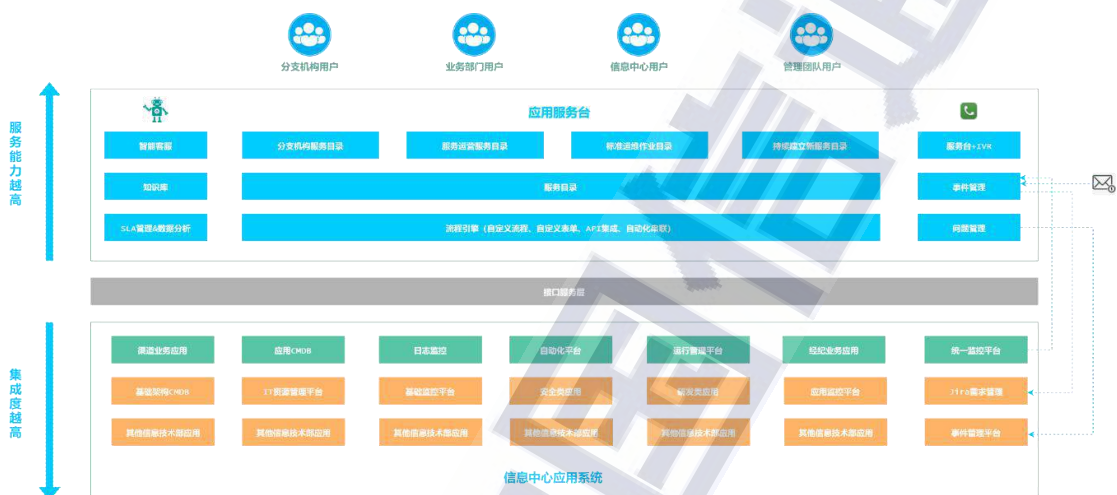 分支机构用户
业务部门用户
信息中心用户
管理团队用户
服务能力越高
应用服务台
智能客服
分支机构服务目录
服务运营服务目录
标准运维作业目录
持续建立新服务目录
服务台+IVR
知识库
服务目录
事件管理
SLA管理&数据分析
流程引擎（自定义流程、自定义表单、API集成、自动化串联）
问题管理
接口服务层
集成度越高
渠道业务应用
应用CMDB
日志监控
自动化平台
运行管理平台
经纪业务应用
统一监控平台
基础架构CMDB
IT资源管理平台
基础监控平台
安全类应用
研发类应用
应用监控平台
Jira需求管理
其他信息技术部应用
其他信息技术部应用
其他信息技术部应用
其他信息技术部应用
其他信息技术部应用
其他信息技术部应用
事件管理平台
信息中心应用系统